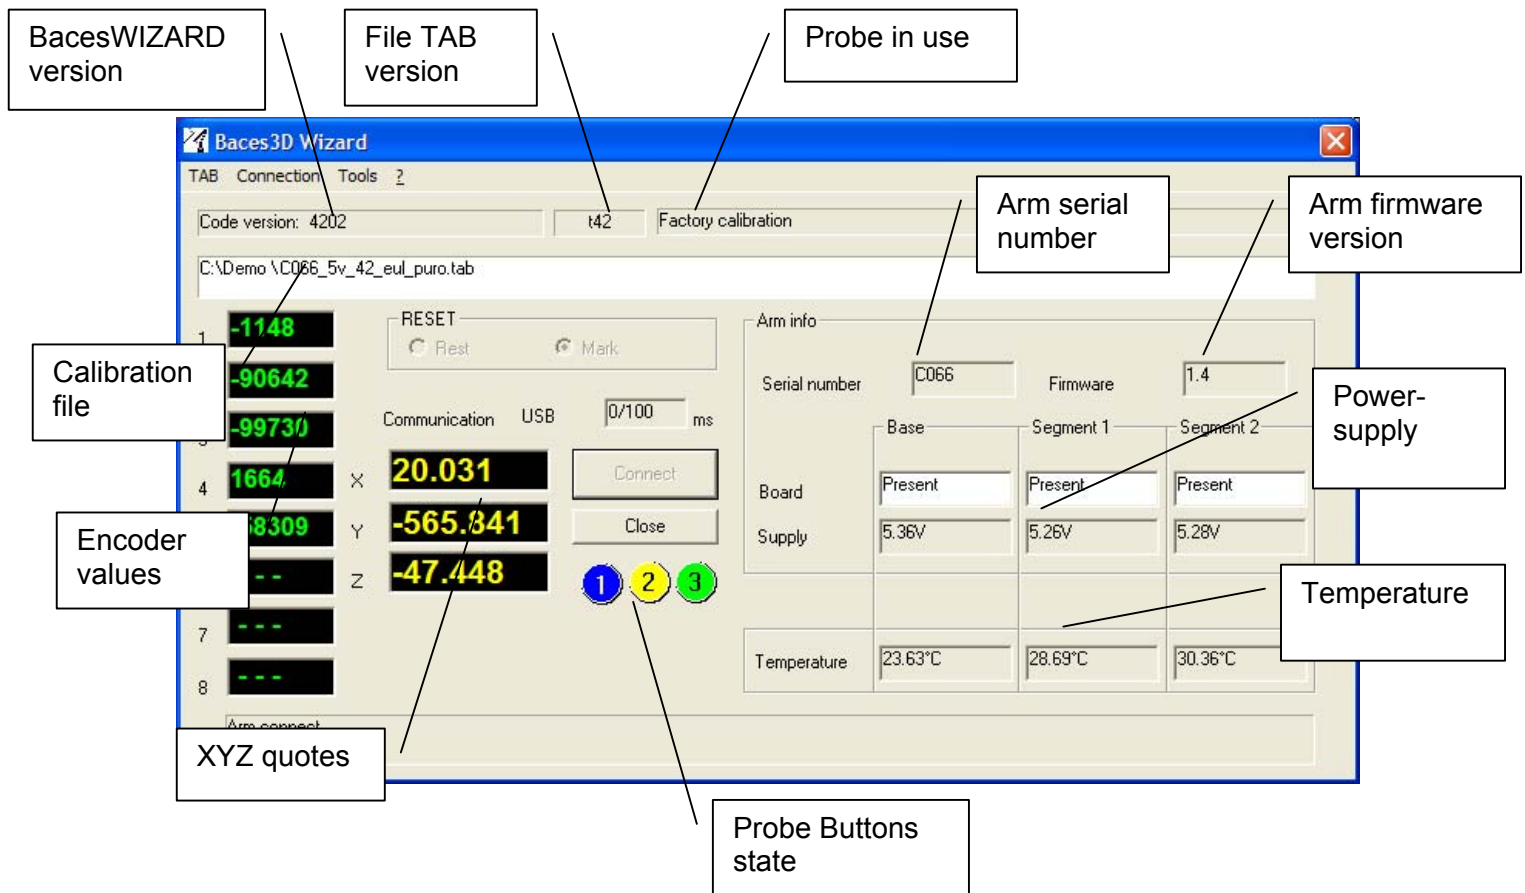 BacesWIZARD
version
File TAB
version
Probe in use
Baces3D Wizard
TAB Connection Tools ?
Code version: 4202 t42 Factory calibration
Arm serial
number
Arm firmware
version
C:\Demo \C066_5v_42_eul_puro.tab
1 -1148
RESET
Rest Mark
Arm info
Calibration
file
-90642
Serial number C066 Firmware 1.4
Power-
supply
-99730
Communication USB 0/100 ms
Base Segment 1 Segment 2
4 1664
X 20.031 Connect
Board Present Present Present
Encoder
values
Y -565.841 Close
Supply 5.36V 5.26V 5.28V
- -
Z -47.448
1 2 3
Temperature
7 - - -
Temperature 23.63°C 28.69°C 30.36°C
8 - - -
Arm connect
XYZ quotes
Probe Buttons
state